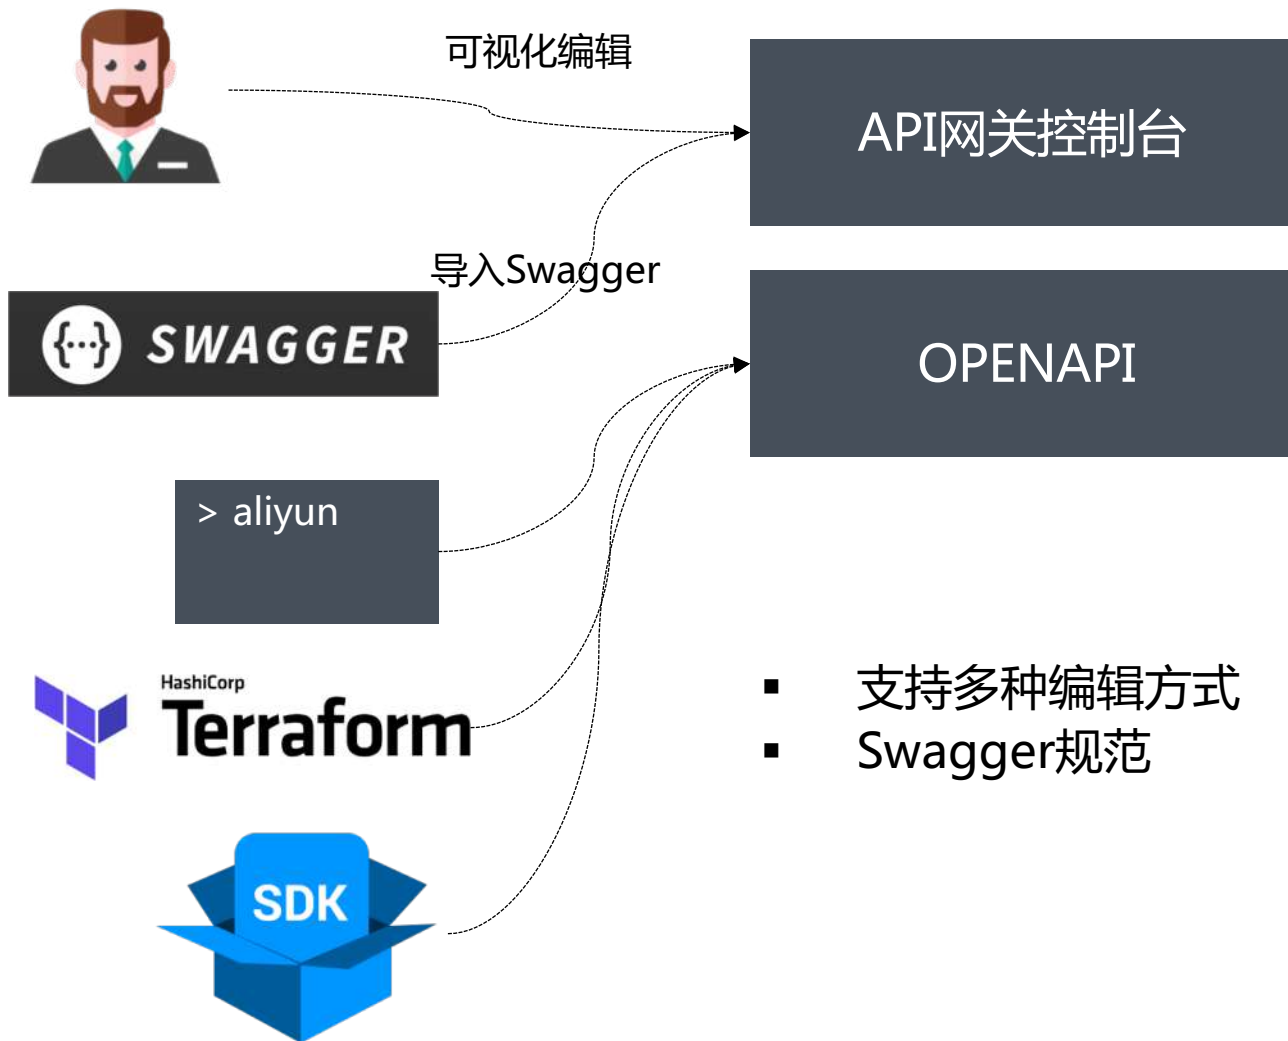 可视化编辑
API网关控制台
导入Swagger
{···} SWAGGER
OPENAPI
> aliyun
HashiCorp
Terraform
▪ 支持多种编辑方式
▪ Swagger规范
SDK